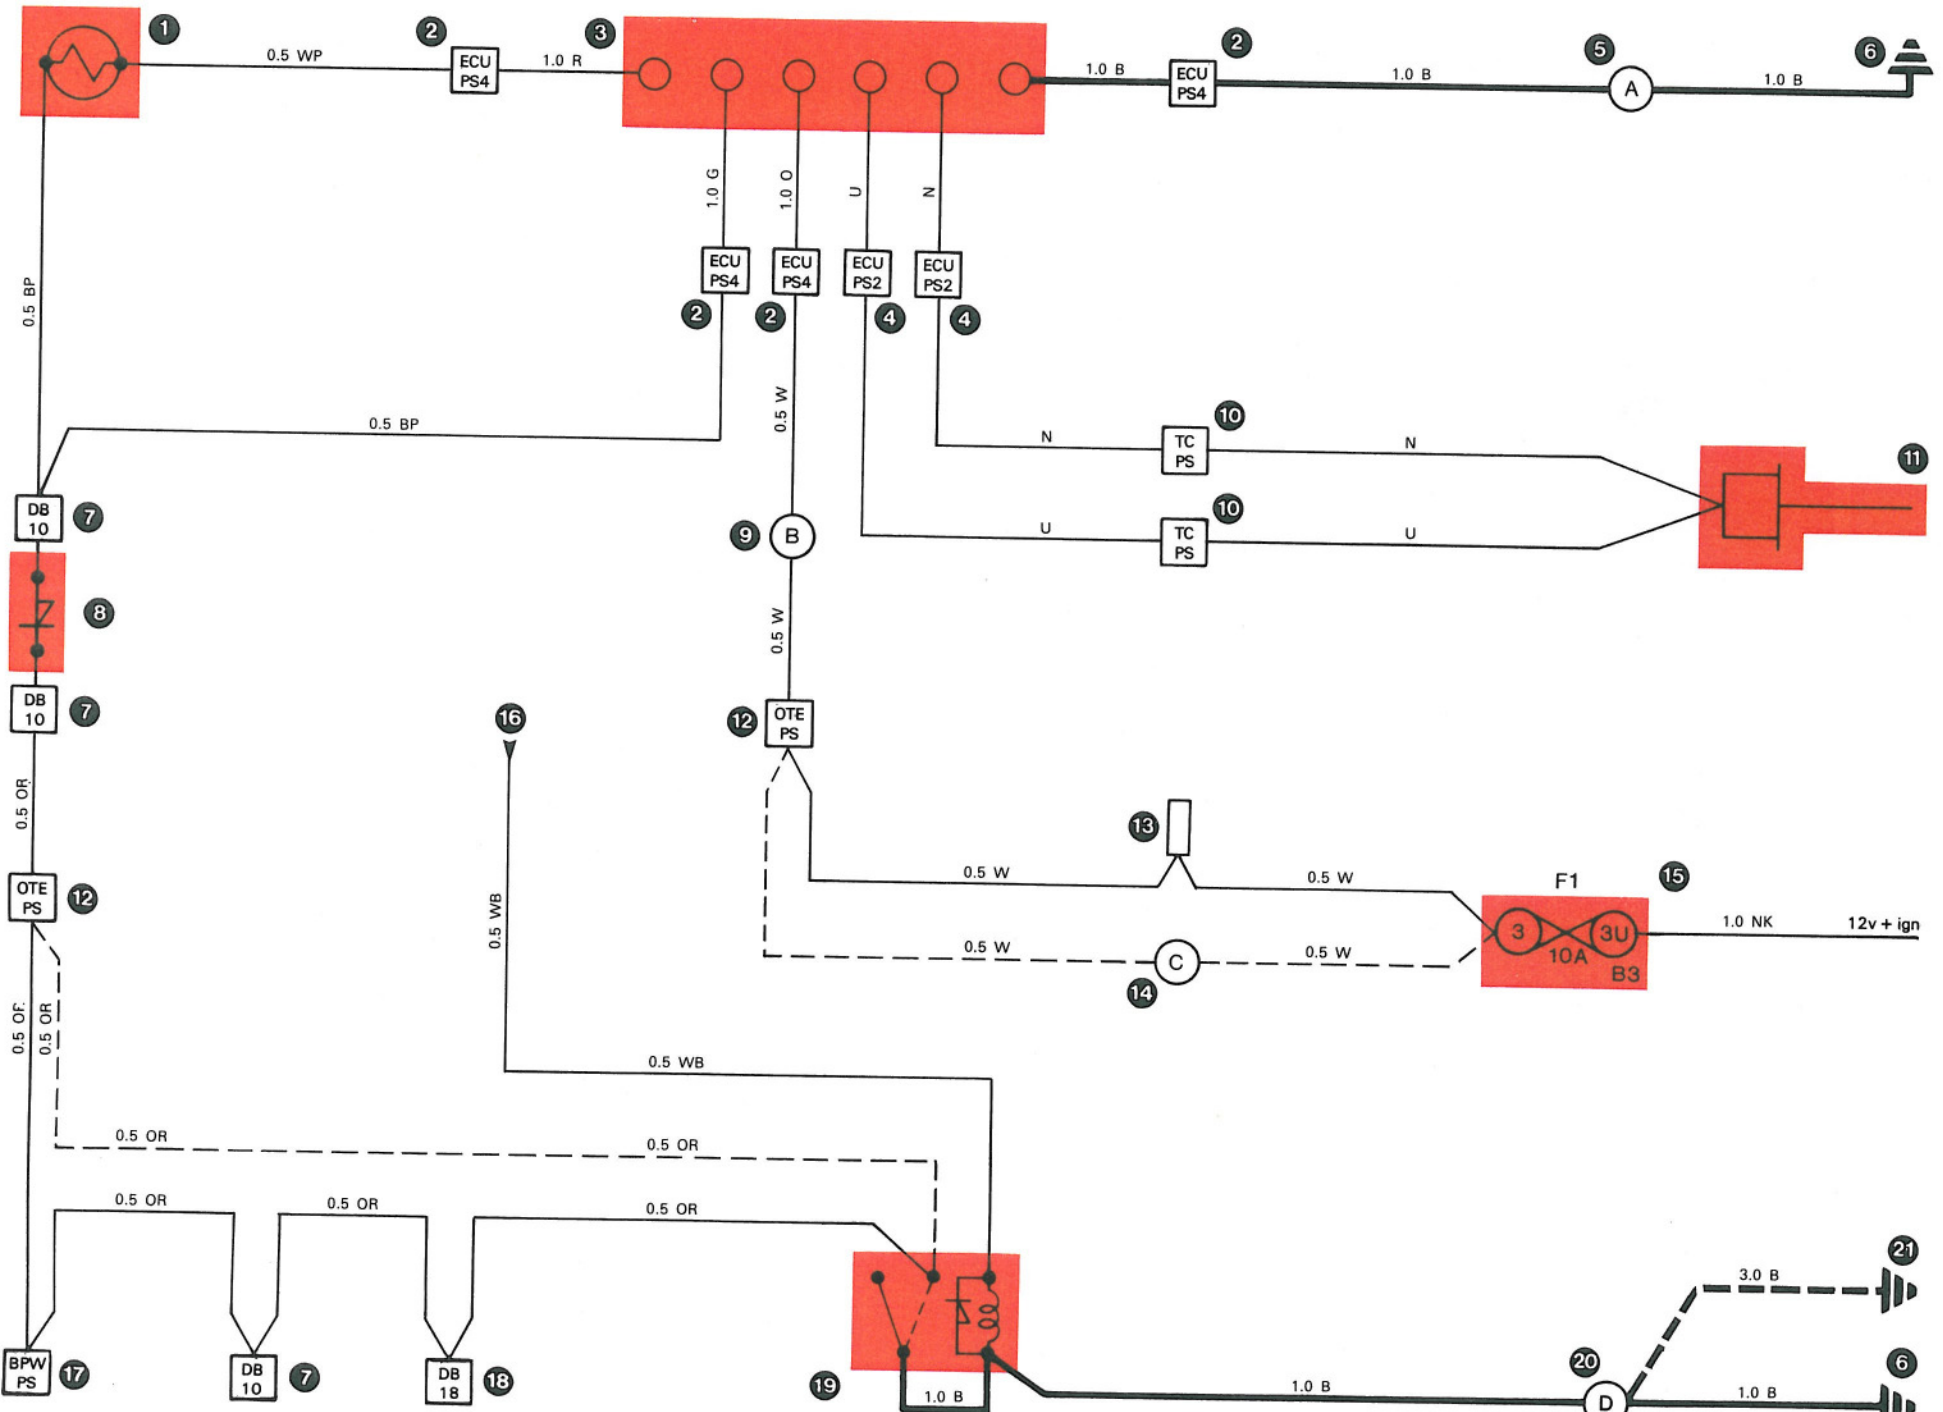 1
0.5 WP
2
ECU
PS4
1.0 R
3
1.0 B
2
ECU
PS4
1.0 B
5
A
1.0 B
6
0.5 BP
1.0 G
1.0 O
U
N
ECU
PS4
ECU
PS4
ECU
PS2
ECU
PS2
2
2
4
4
0.5 BP
0.5 W
N
10
TC
PS
N
11
U
10
TC
PS
U
DB
10
7
9
B
8
0.5 W
DB
10
7
16
12
OTE
PS
0.5 OR
13
0.5 W
0.5 W
F1
15
OTE
PS
12
0.5 WB
3
3U
10A
B3
1.0 NK
12v + ign
0.5 W
C
0.5 W
14
0.5 OR
0.5 WB
0.5 OR
0.5 OR
0.5 OR
0.5 OR
0.5 OR
21
3.0 B
BPW
PS
17
DB
10
7
DB
18
18
19
1.0 B
1.0 B
20
D
1.0 B
6